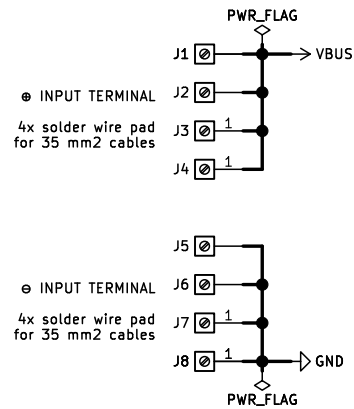 PWR_FLAG
J1
VBUS
J2
⊕ INPUT TERMINAL
4x solder wire pad
for 35 mm2 cables
J3 1
J4 1
J5
J6
⊖ INPUT TERMINAL
4x solder wire pad
for 35 mm2 cables
J7 1
J8 1
GND
PWR_FLAG